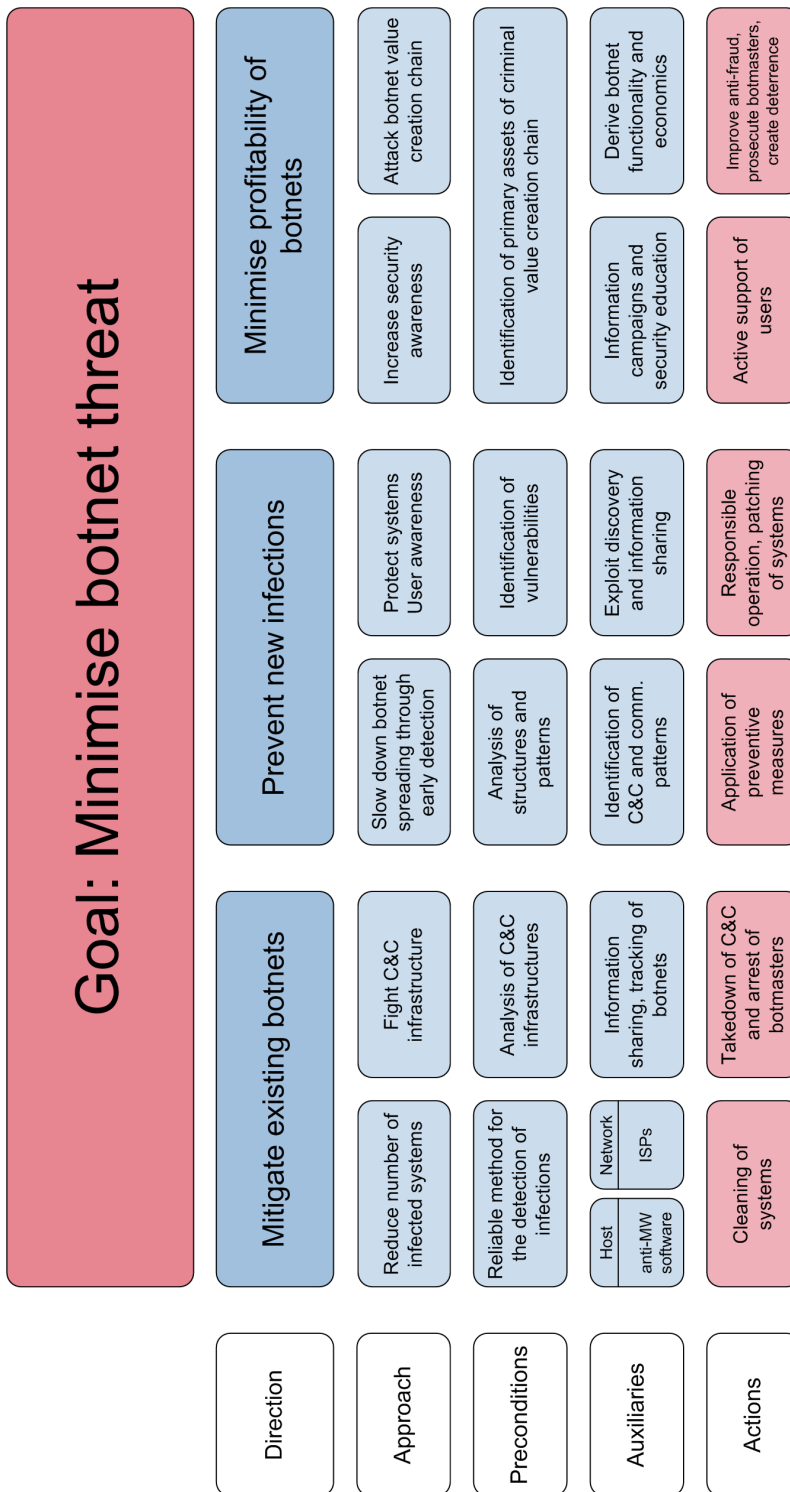 Goal: Minimise botnet threat
Direction
Mitigate existing botnets
Prevent new infections
Minimise profitability of
botnets
Approach
Reduce number of
infected systems
Fight C&C
infrastructure
Slow down botnet
spreading through
early detection
Protect systems
User awareness
Increase security
awareness
Attack botnet value
creation chain
Preconditions
Reliable method for
the detection of
infections
Analysis of C&C
infrastructures
Analysis of
structures and
patterns
Identification of
vulnerabilities
Identification of primary assets of criminal
value creation chain
Auxiliaries
Host
anti-MW
software
Network
ISPs
Information
sharing, tracking of
botnets
Identification of
C&C and comm.
patterns
Exploit discovery
and information
sharing
Information
campaigns and
security education
Derive botnet
functionality and
economics
Actions
Cleaning of
systems
Takedown of C&C
and arrest of
botmasters
Application of
preventive
measures
Responsible
operation, patching
of systems
Active support of
users
Improve anti-fraud,
prosecute botmasters,
create deterrence